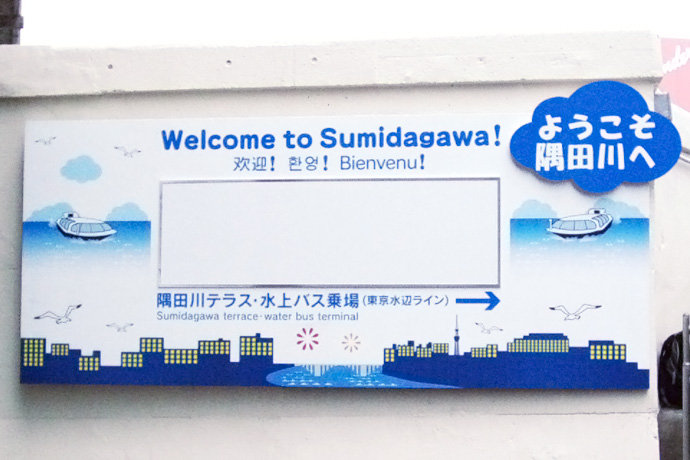 Welcome to Sumidagawa!
欢迎! 환영! Bienvenu!
ようこそ
隅田川へ
隅田川テラス・水上バス乗場(東京水辺ライン)
Sumidagawa terrace・water bus terminal